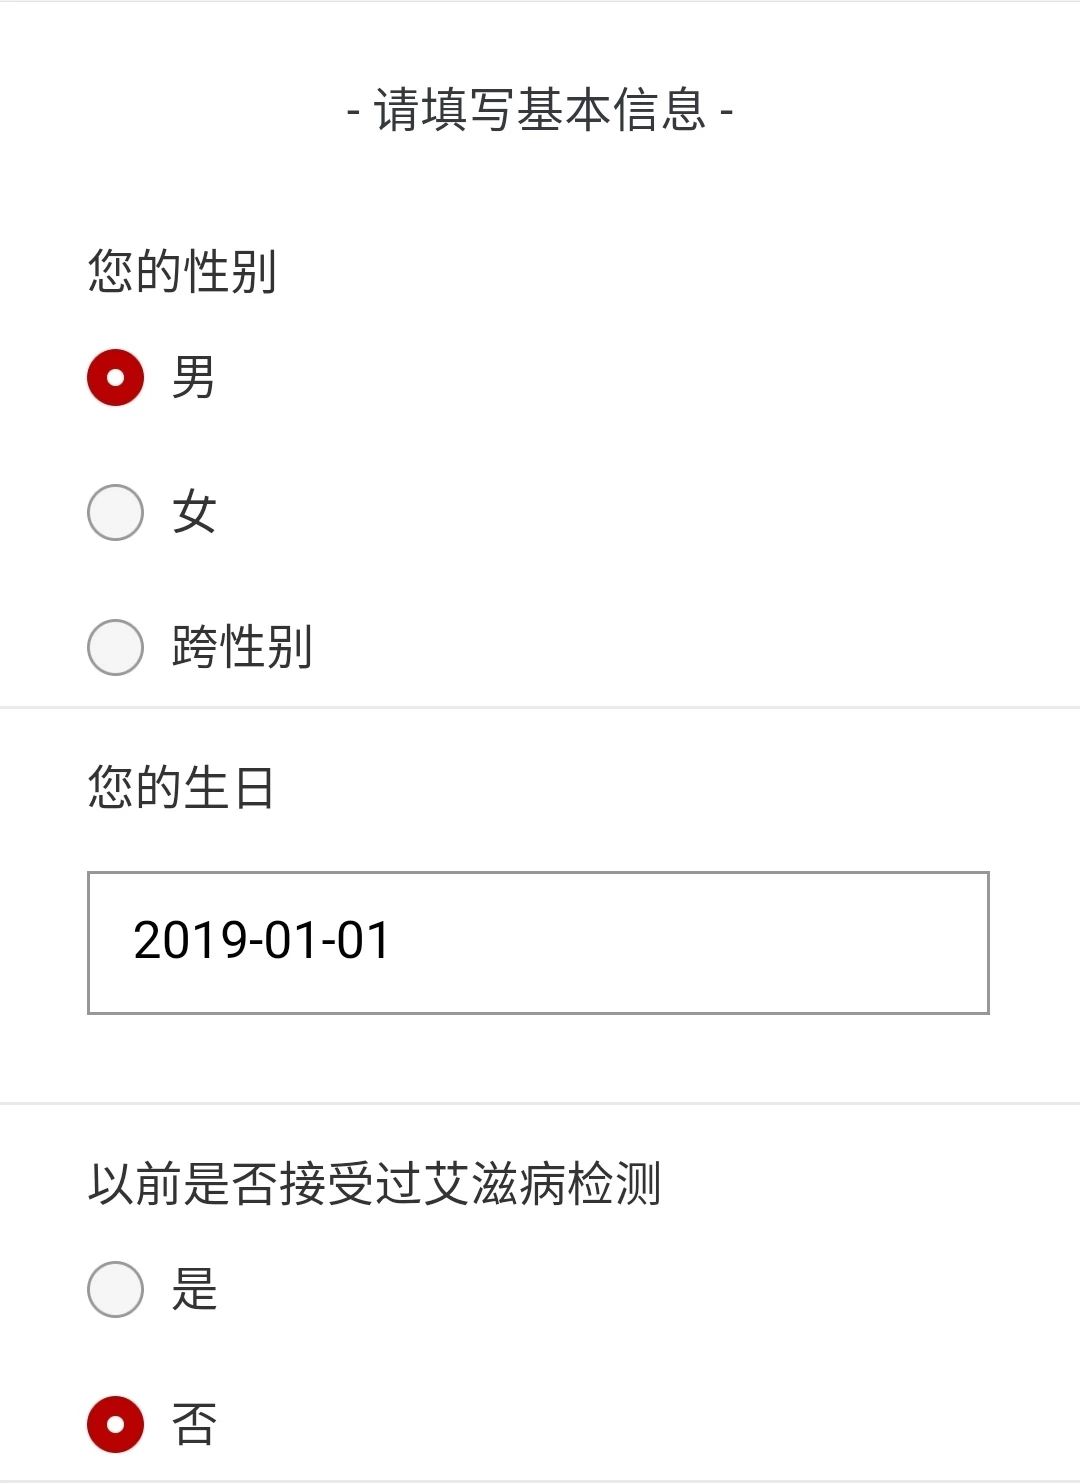 - 请填写基本信息 -
您的性别
男
女
跨性别
您的生日
2019-01-01
以前是否接受过艾滋病检测
是
否